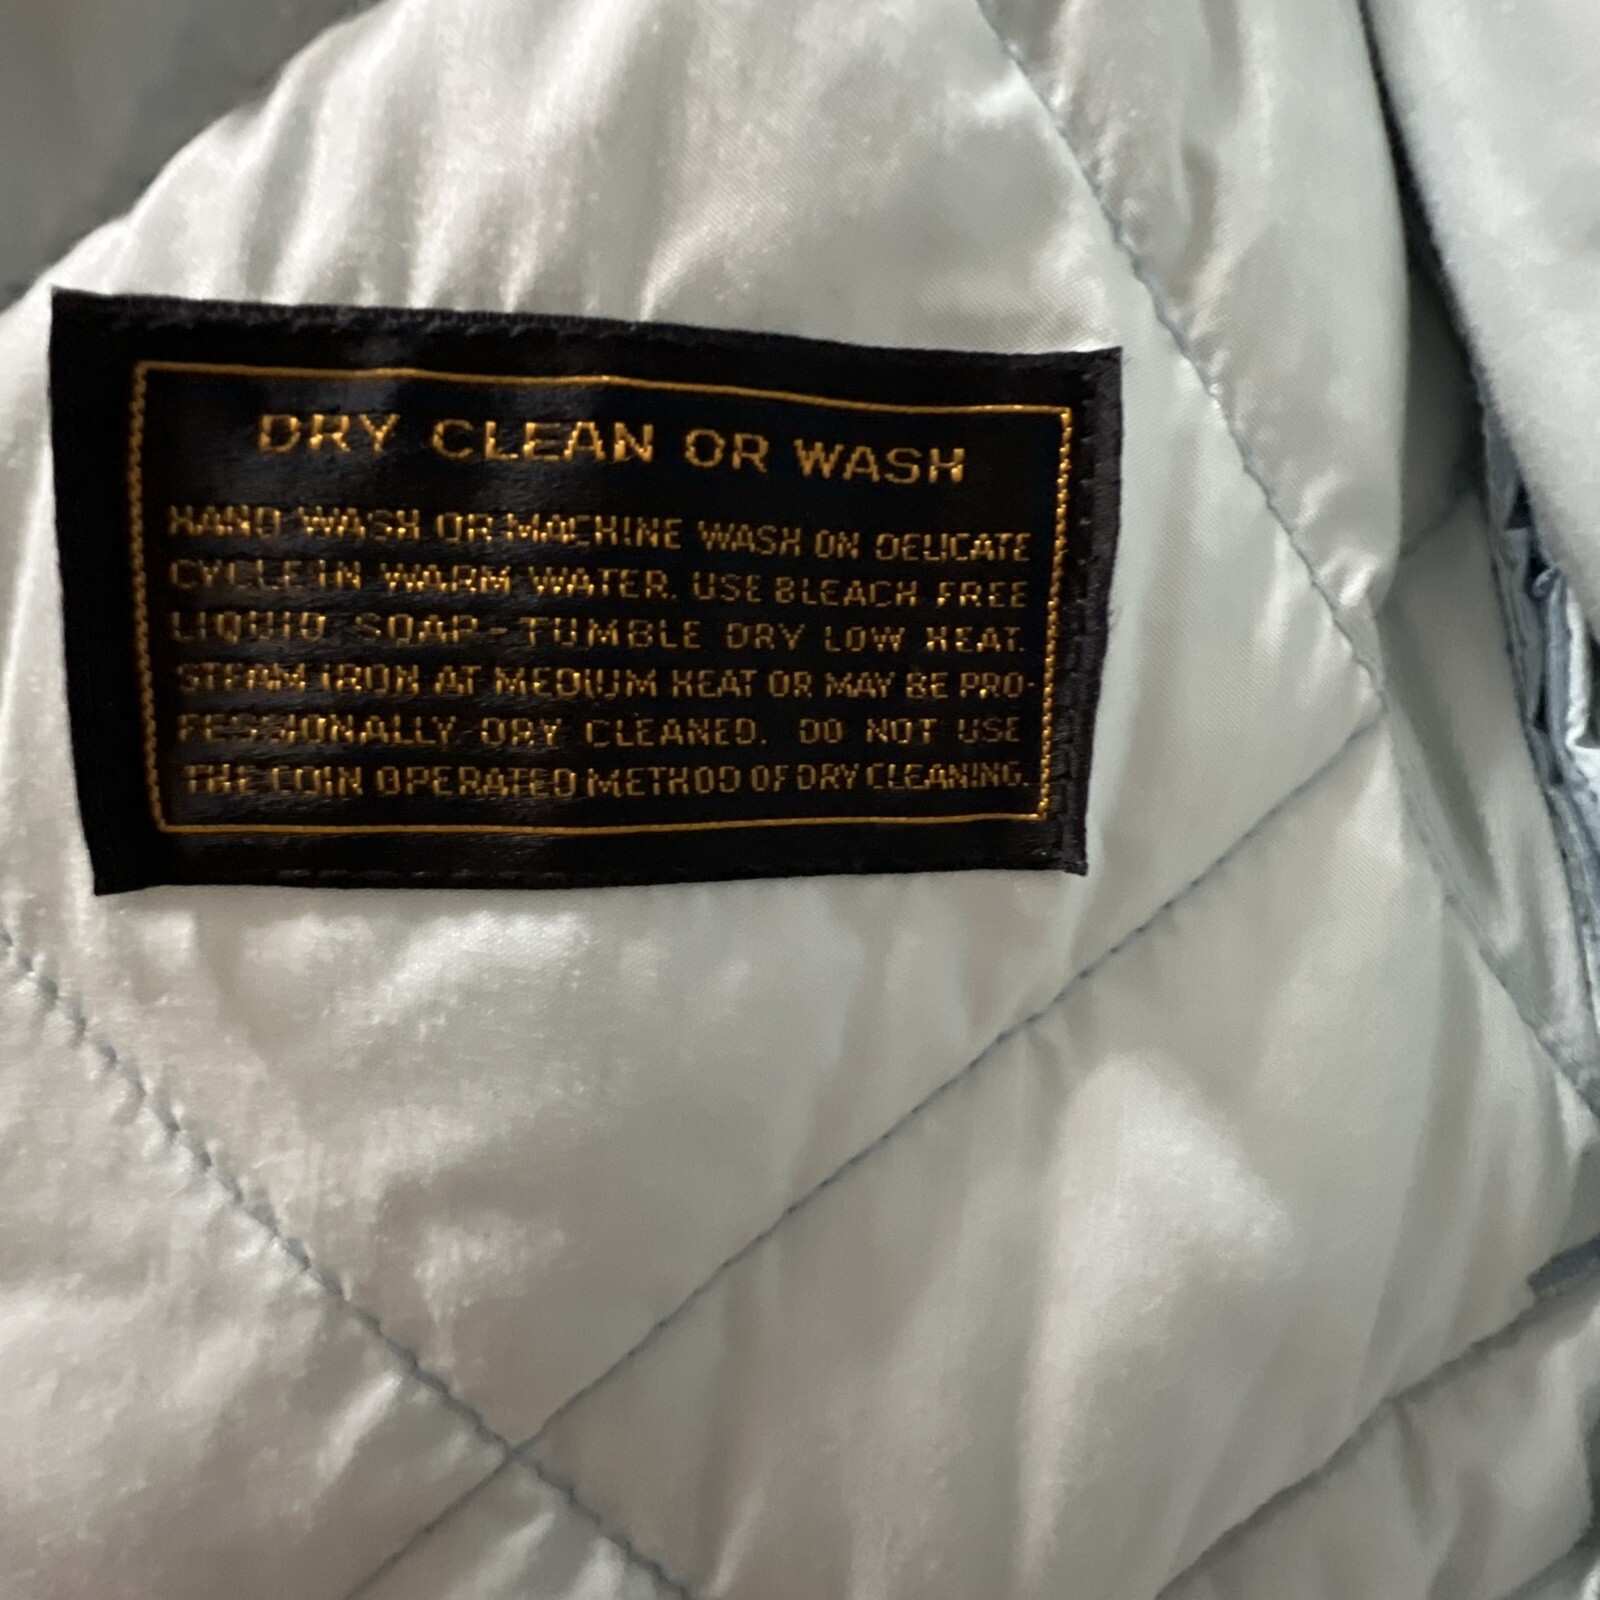 DRY CLEAN OR WASH
HAND WASH OR MACHINE WASH ON DELICATE
CYCLE IN WARM WATER. USE BLEACH FREE
LIQUID SOAP - TUMBLE DRY LOW HEAT.
STEAM IRON AT MEDIUM HEAT OR MAY BE PRO-
FESSIONALLY DRY CLEANED. DO NOT USE
THE COIN OPERATED METHOD OF DRY CLEANING.